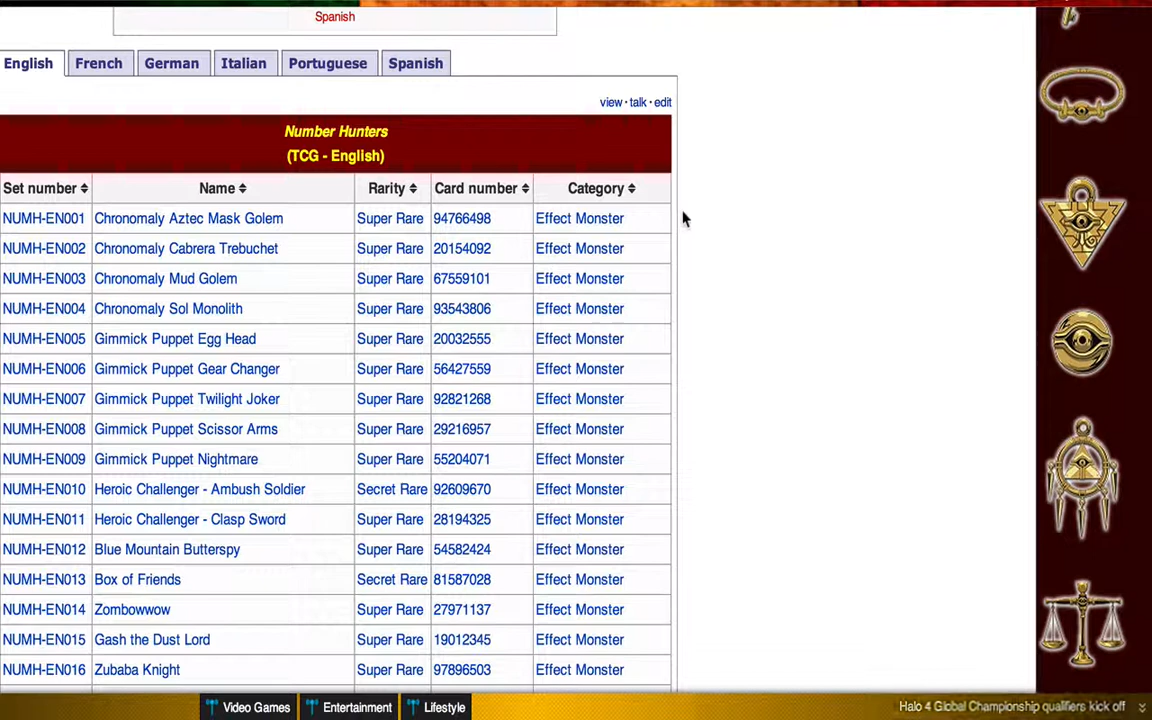 Spanish
English French German Italian Portuguese Spanish
view · talk · edit
Number Hunters
(TCG - English)
Set number Name Rarity Card number Category
NUMH-EN001 Chronomaly Aztec Mask Golem Super Rare 94766498 Effect Monster
NUMH-EN002 Chronomaly Cabrera Trebuchet Super Rare 20154092 Effect Monster
NUMH-EN003 Chronomaly Mud Golem Super Rare 67559101 Effect Monster
NUMH-EN004 Chronomaly Sol Monolith Super Rare 93543806 Effect Monster
NUMH-EN005 Gimmick Puppet Egg Head Super Rare 20032555 Effect Monster
NUMH-EN006 Gimmick Puppet Gear Changer Super Rare 56427559 Effect Monster
NUMH-EN007 Gimmick Puppet Twilight Joker Super Rare 92821268 Effect Monster
NUMH-EN008 Gimmick Puppet Scissor Arms Super Rare 29216957 Effect Monster
NUMH-EN009 Gimmick Puppet Nightmare Super Rare 55204071 Effect Monster
NUMH-EN010 Heroic Challenger - Ambush Soldier Secret Rare 92609670 Effect Monster
NUMH-EN011 Heroic Challenger - Clasp Sword Super Rare 28194325 Effect Monster
NUMH-EN012 Blue Mountain Butterspy Super Rare 54582424 Effect Monster
NUMH-EN013 Box of Friends Secret Rare 81587028 Effect Monster
NUMH-EN014 Zombowwow Super Rare 27971137 Effect Monster
NUMH-EN015 Gash the Dust Lord Super Rare 19012345 Effect Monster
NUMH-EN016 Zubaba Knight Super Rare 97896503 Effect Monster
Video Games Entertainment Lifestyle Halo 4 Global Championship qualifiers kick off